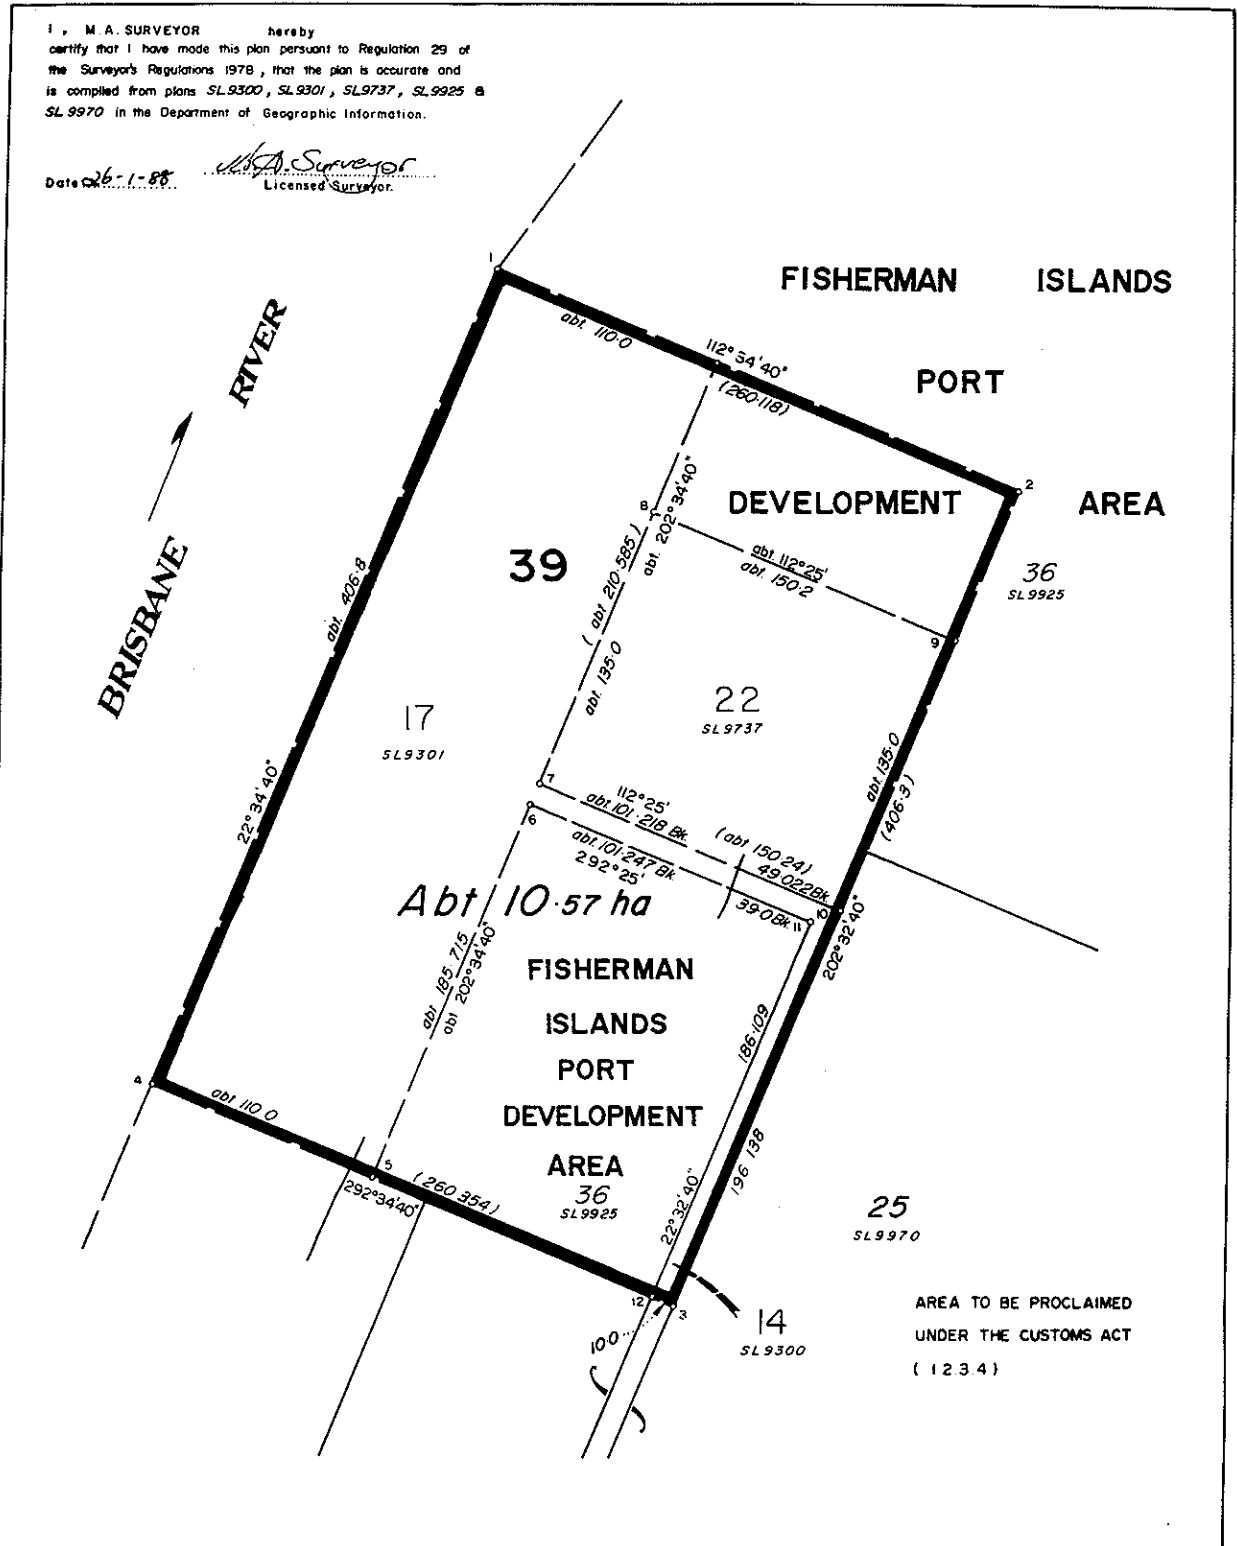 I, M.A. SURVEYOR hereby
certify that I have made this plan persuant to Regulation 29 of
the Surveyor's Regulations 1978, that the plan is accurate and
is compiled from plans SL9300, SL9301, SL9737, SL9925 &
SL 9970 in the Department of Geographic Information.
M.A. Surveyor
Date 26-1-88
Licensed Surveyor.
1
FISHERMAN ISLANDS
RIVER
abt. 110·0
112° 34' 40"
PORT
(260·118)
2
DEVELOPMENT
AREA
8
abt. 202° 34' 40"
39
( abt 210·585 )
abt. 112° 25'
abt. 150·2
36
SL9925
abt. 406·8
BRISBANE
9
abt. 135·0
22
SL9737
17
SL9301
abt.135·0
(406·3)
22° 34' 40"
7
112° 25'
abt.101·218 Bk.
(abt 150·24)
49·022Bk.
6
abt.101·247 Bk.
292° 25'
39·0Bk.
11
10
202° 32' 40"
Abt 10·57 ha
abt 185·715
abt 202° 34' 40"
FISHERMAN
ISLANDS
PORT
DEVELOPMENT
AREA
36
SL9925
186·109
196 138
22° 32' 40"
4
abt 110 0
5
292° 34' 40"
(260 354)
25
SL9970
12
3
10·0
14
SL9300
AREA TO BE PROCLAIMED
UNDER THE CUSTOMS ACT
( 1 2.3.4 )